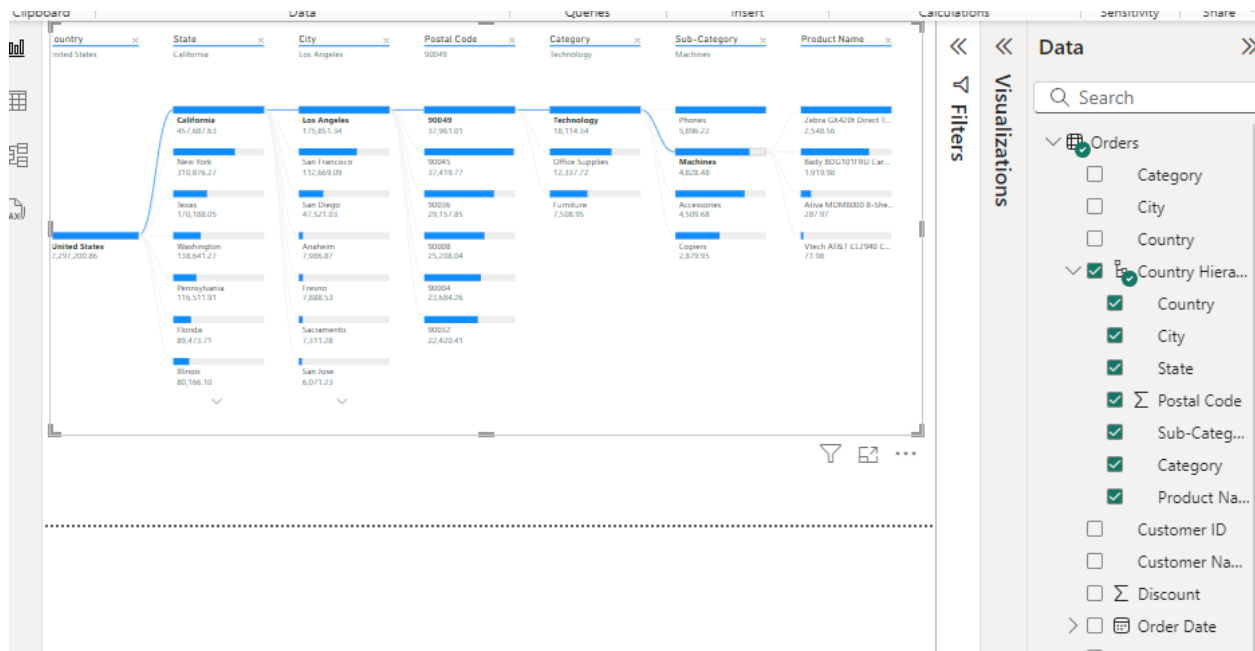 Clipboard Data Queries Insert Calculations Sensitivity Share
ountry × State × City × Postal Code × Category × Sub-Category × Product Name ×
nited States California Los Angeles 90049 Technology Machines
California
457,687.63
New York
310,876.27
Texas
170,188.05
Washington
138,641.27
Pennsylvania
116,511.91
Florida
89,473.71
Illinois
80,166.10
United States
2,297,200.86
Los Angeles
175,851.34
San Francisco
112,669.09
San Diego
47,521.03
Anaheim
7,986.87
Fresno
7,888.53
Sacramento
7,311.28
San Jose
6,071.23
90049
37,961.01
90045
37,419.77
90036
29,157.85
90008
25,208.04
90004
23,684.26
90032
22,420.41
Technology
18,114.34
Office Supplies
12,337.72
Furniture
7,508.95
Phones
5,896.22
Machines
4,828.48
Accessories
4,509.68
Copiers
2,879.95
Zebra GX420t Direct T...
2,548.56
Bady BDG101FRU Car...
1,919.98
Ativa MDM8000 8-She...
287.97
Vtech AT&T CL2940 C...
71.98
Filters
Visualizations
Data
Search
Orders
Category
City
Country
Country Hiera...
Country
City
State
Σ Postal Code
Sub-Categ...
Category
Product Na...
Customer ID
Customer Na...
Σ Discount
Order Date